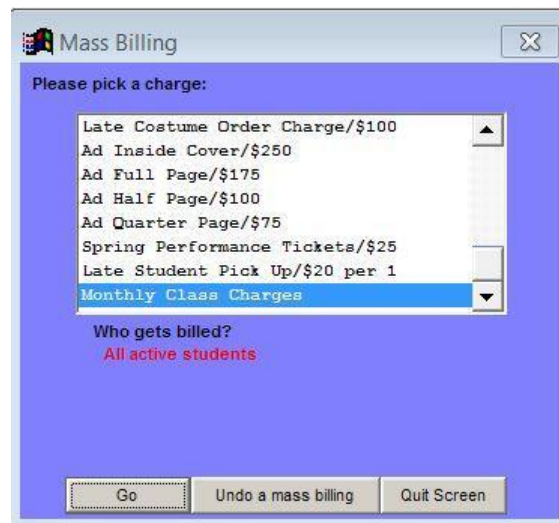 Mass Billing
Please pick a charge:
Late Costume Order Charge/$100
Ad Inside Cover/$250
Ad Full Page/$175
Ad Half Page/$100
Ad Quarter Page/$75
Spring Performance Tickets/$25
Late Student Pick Up/$20 per 1
Monthly Class Charges
Who gets billed?
All active students
Go Undo a mass billing Quit Screen